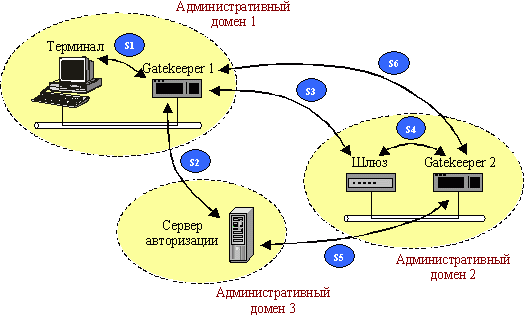 Административный
домен 1
Терминал
S1
Gatekeeper 1
S6
S3
S4
Шлюз
Gatekeeper 2
S2
Сервер
авторизации
S5
Административный
домен 2
Административный
домен 3